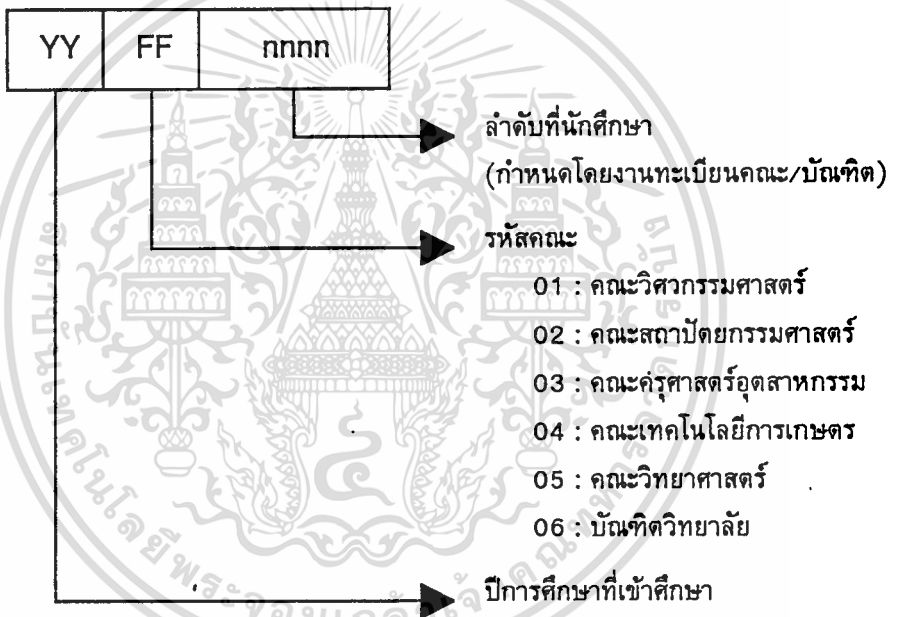 YY FF nnnn
ลำดับที่นักศึกษา
(กำหนดโดยงานทะเบียนคณะ/บัณฑิต)
รหัสคณะ
01 : คณะวิศวกรรมศาสตร์
02 : คณะสถาปัตยกรรมศาสตร์
03 : คณะครุศาสตร์อุตสาหกรรม
04 : คณะเทคโนโลยีการเกษตร
05 : คณะวิทยาศาสตร์
06 : บัณฑิตวิทยาลัย
ปีการศึกษาที่เข้าศึกษา